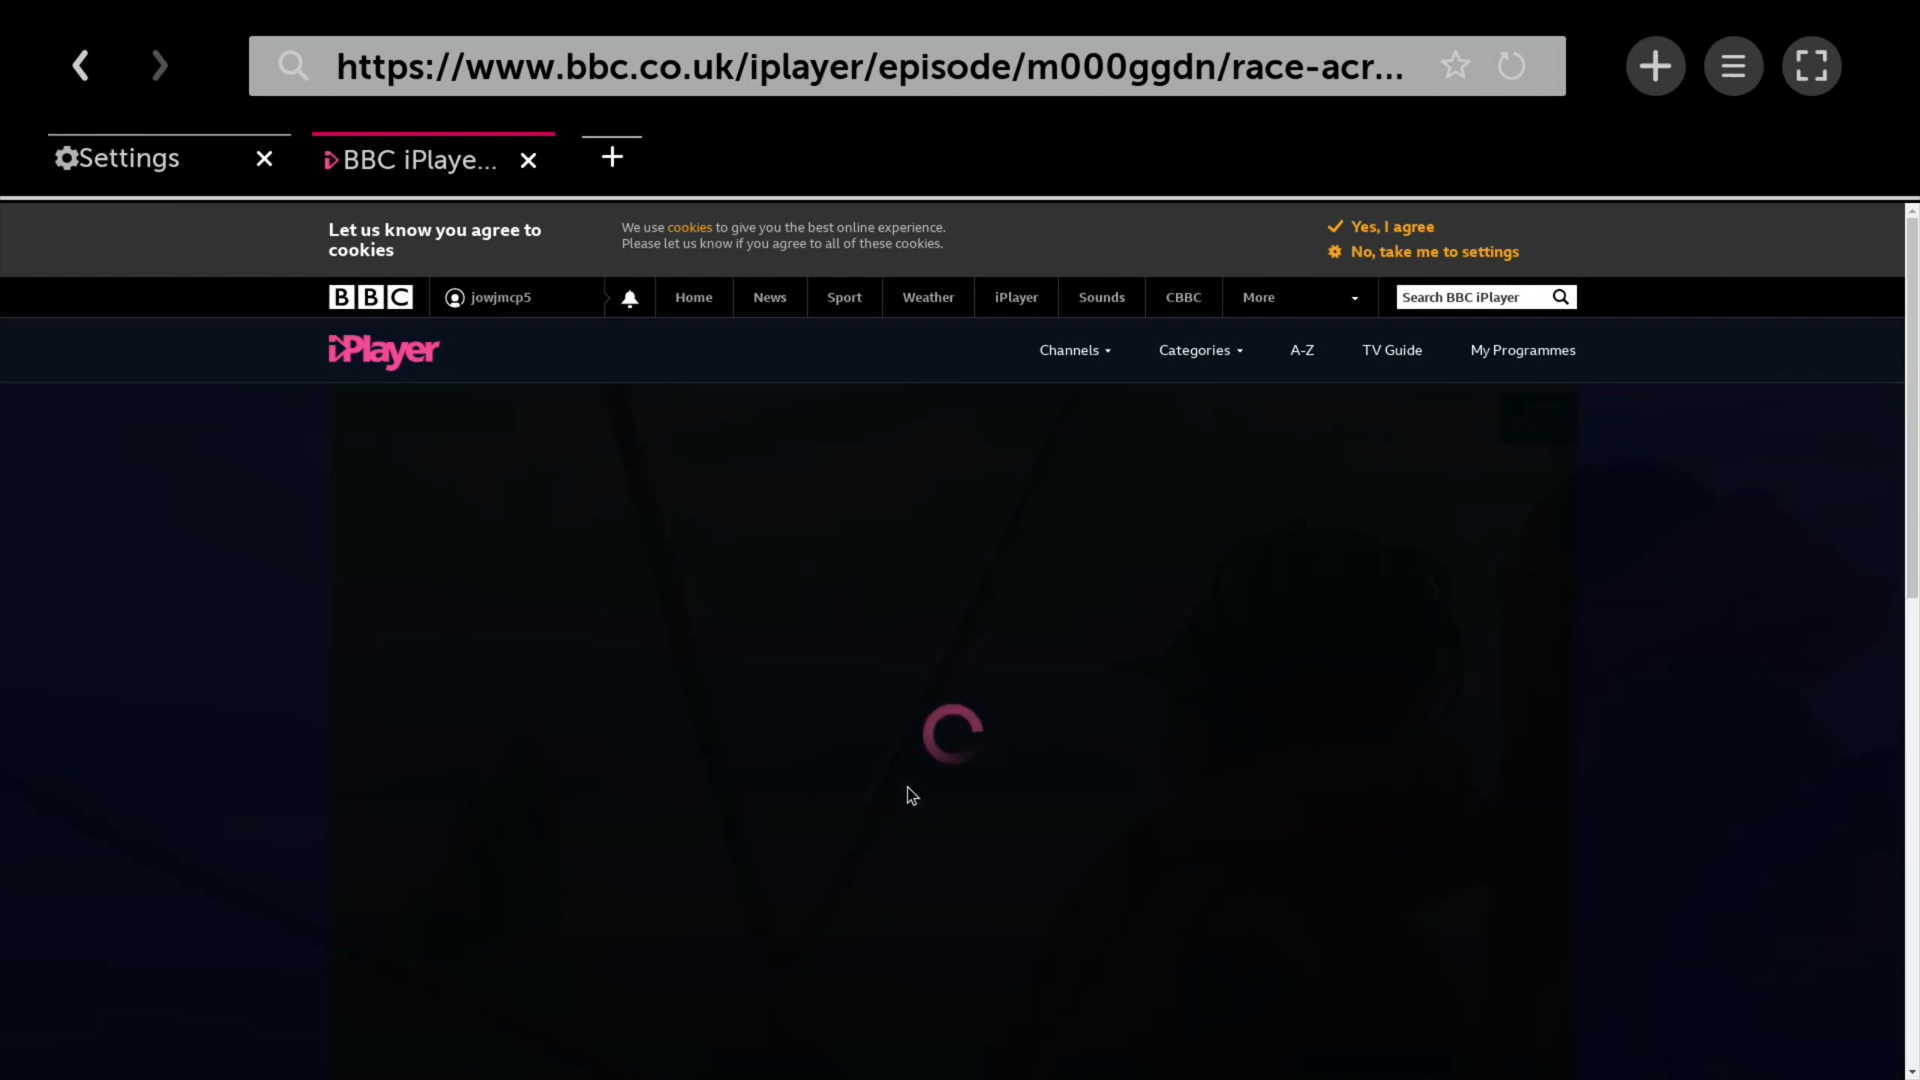 https://www.bbc.co.uk/iplayer/episode/m000ggdn/race-acr...
Settings
BBC iPlaye...
Let us know you agree to
cookies
We use cookies to give you the best online experience.
Please let us know if you agree to all of these cookies.
Yes, I agree
No, take me to settings
BBC
jowjmcp5
Home
News
Sport
Weather
iPlayer
Sounds
CBBC
More
Search BBC iPlayer
iPlayer
Channels
Categories
A-Z
TV Guide
My Programmes